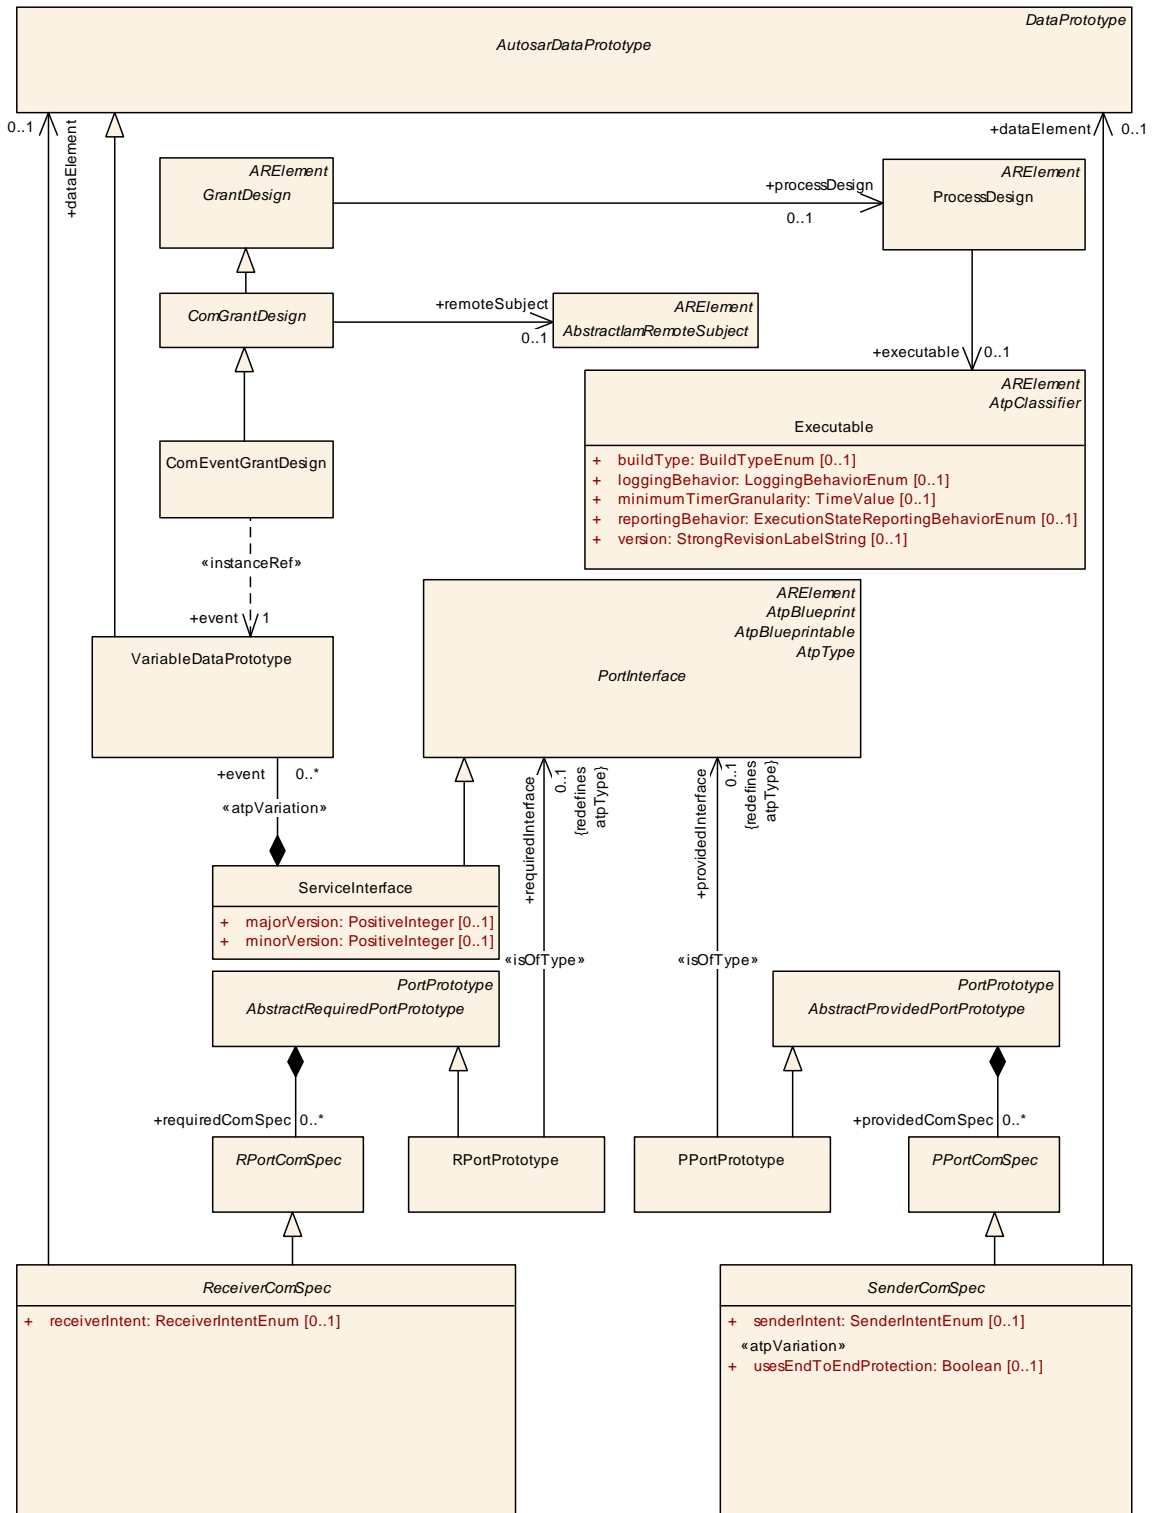 DataPrototype
AutosarDataPrototype
0..1
+dataElement
+dataElement
0..1
ARElement
GrantDesign
+processDesign
0..1
ARElement
ProcessDesign
ComGrantDesign
+remoteSubject
0..1
ARElement
AbstractIamRemoteSubject
+executable
0..1
ARElement
AtpClassifier
Executable
+ buildType: BuildTypeEnum [0..1]
+ loggingBehavior: LoggingBehaviorEnum [0..1]
+ minimumTimerGranularity: TimeValue [0..1]
+ reportingBehavior: ExecutionStateReportingBehaviorEnum [0..1]
+ version: StrongRevisionLabelString [0..1]
ComEventGrantDesign
«instanceRef»
+event
1
VariableDataPrototype
ARElement
AtpBlueprint
AtpBlueprintable
AtpType
PortInterface
+event
0..*
«atpVariation»
+requiredInterface
0..1
{redefines
atpType}
+providedInterface
0..1
{redefines
atpType}
ServiceInterface
+ majorVersion: PositiveInteger [0..1]
+ minorVersion: PositiveInteger [0..1]
«isOfType»
«isOfType»
PortPrototype
AbstractRequiredPortPrototype
PortPrototype
AbstractProvidedPortPrototype
+requiredComSpec
0..*
+providedComSpec
0..*
RPortComSpec
RPortPrototype
PPortPrototype
PPortComSpec
ReceiverComSpec
+ receiverIntent: ReceiverIntentEnum [0..1]
SenderComSpec
+ senderIntent: SenderIntentEnum [0..1]
«atpVariation»
+ usesEndToEndProtection: Boolean [0..1]